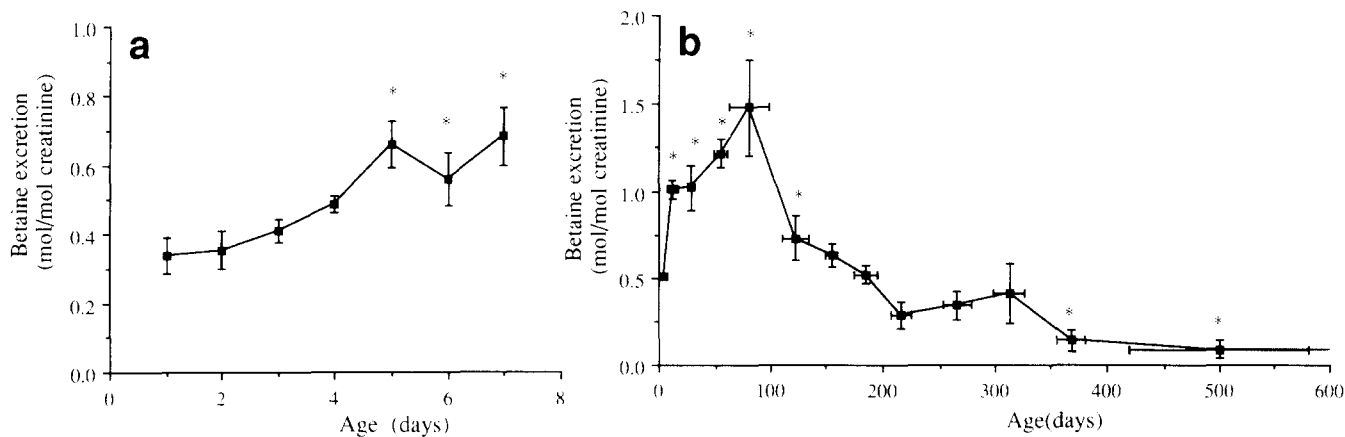 a
Betaine excretion
(mol/mol creatinine)
1.0
0.8
0.6
0.4
0.2
0.0
0 2 4 6 8
Age (days)
b
Betaine excretion
(mol/mol creatinine)
2.0
1.5
1.0
0.5
0.0
0 100 200 300 400 500 600
Age(days)
* * *
* * * * * * *